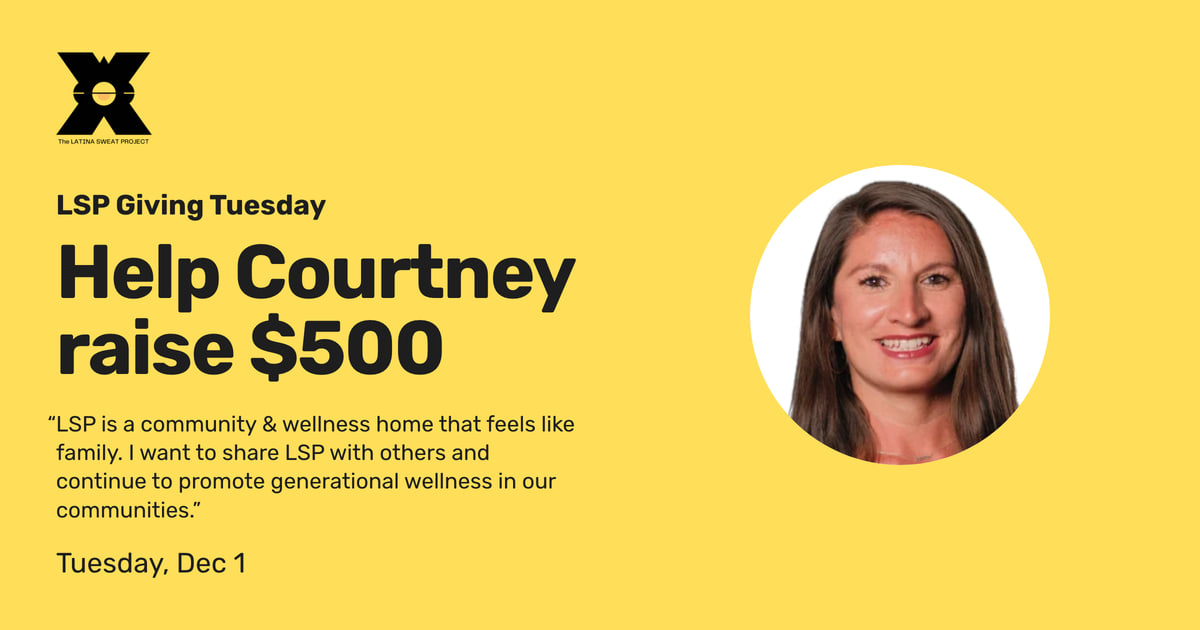 The LATINA SWEAT PROJECT
LSP Giving Tuesday
Help Courtney
raise $500
“LSP is a community & wellness home that feels like
family. I want to share LSP with others and
continue to promote generational wellness in our
communities.”
Tuesday, Dec 1